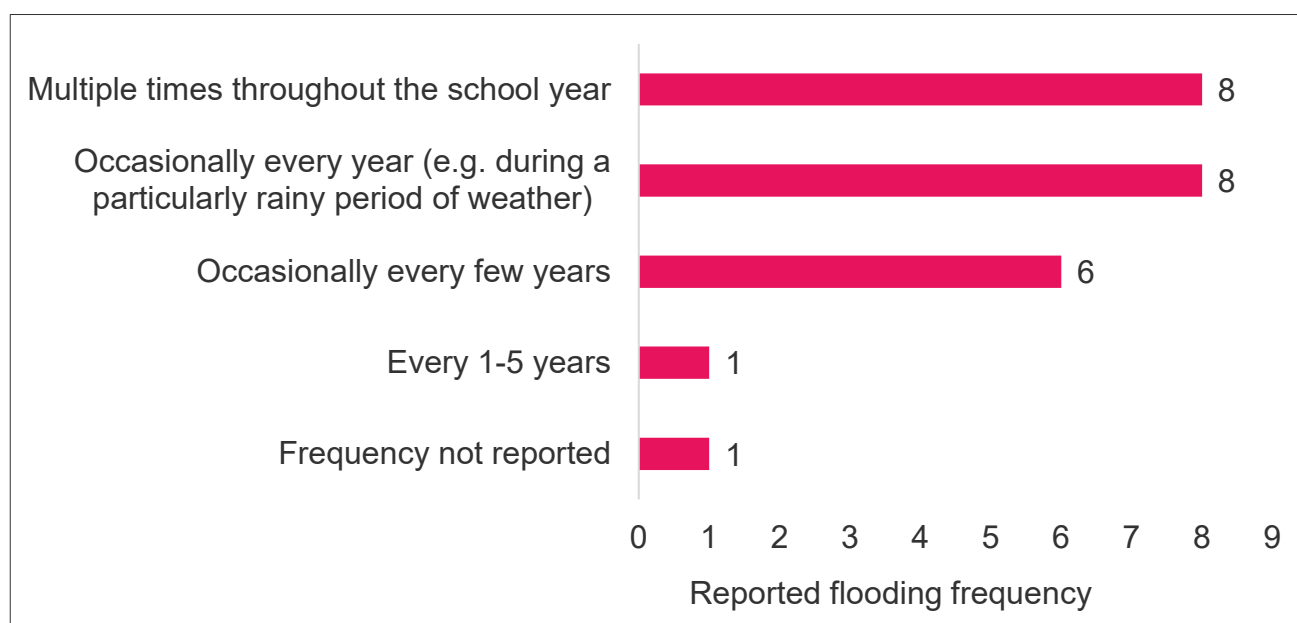 Multiple times throughout the school year
8
Occasionally every year (e.g. during a
particularly rainy period of weather)
8
Occasionally every few years
6
Every 1-5 years
1
Frequency not reported
1
0 1 2 3 4 5 6 7 8 9
Reported flooding frequency